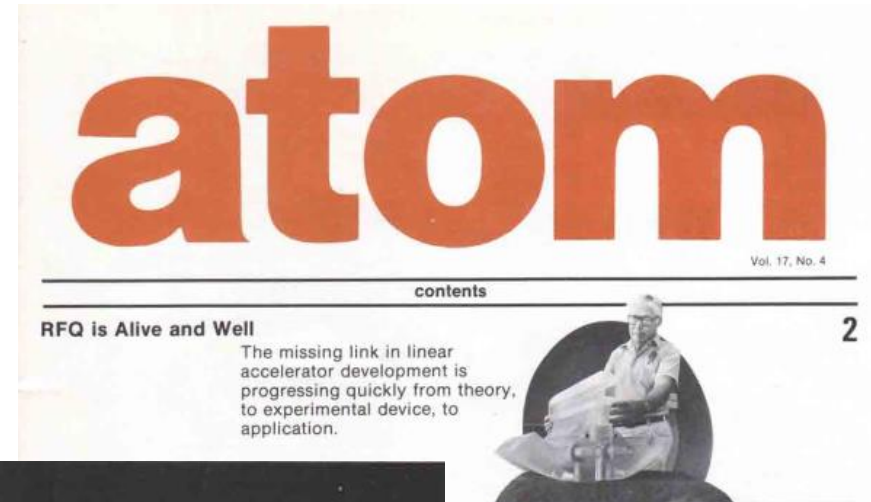 atom
Vol. 17, No. 4
contents
RFQ is Alive and Well
2
The missing link in linear
accelerator development is
progressing quickly from theory,
to experimental device, to
application.